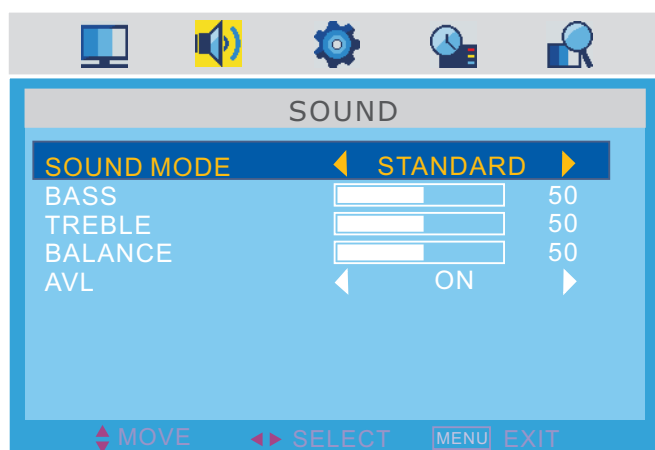 SOUND
SOUND MODE STANDARD
BASS 50
TREBLE 50
BALANCE 50
AVL ON
MOVE SELECT MENU EXIT